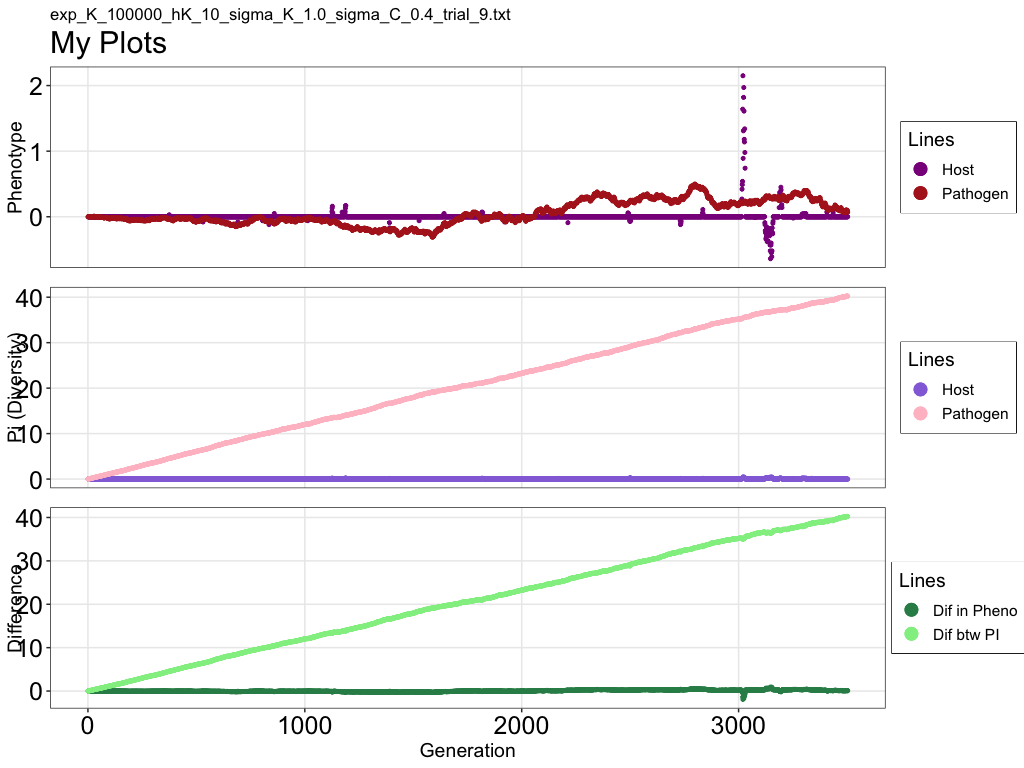 exp_K_100000_hK_10_sigma_K_1.0_sigma_C_0.4_trial_9.txt
My Plots
Phenotype
2
1
0
Lines
Host
Pathogen
Pi (Diversity)
40
30
20
10
0
Lines
Host
Pathogen
Difference
40
30
20
10
0
Lines
Dif in Pheno
Dif btw PI
0 1000 2000 3000
Generation